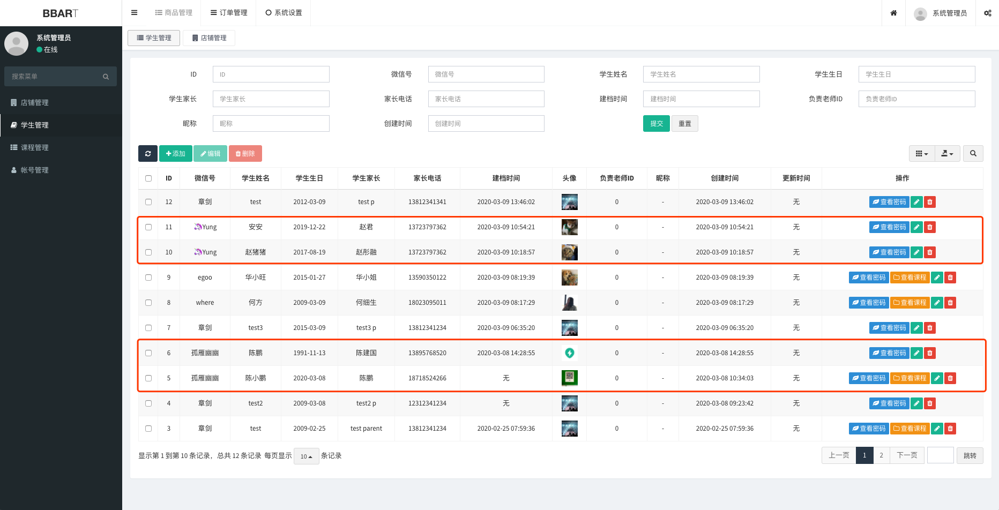 BBART
商品管理 订单管理 系统设置 系统管理员
系统管理员
在线
搜索菜单
店铺管理
学生管理
课程管理
帐号管理
学生管理 店铺管理
ID ID 微信号 微信号 学生姓名 学生姓名 学生生日 学生生日
学生家长 学生家长 家长电话 家长电话 建档时间 建档时间 负责老师ID 负责老师ID
昵称 昵称 创建时间 创建时间 提交 重置
添加 编辑 删除
ID 微信号 学生姓名 学生生日 学生家长 家长电话 建档时间 头像 负责老师ID 昵称 创建时间 更新时间 操作
12 章剑 test 2012-03-09 test p 13812341341 2020-03-09 13:46:02 0 - 2020-03-09 13:46:02 无 查看密码
11 🦄Yung 安安 2019-12-22 赵君 13723797362 2020-03-09 10:54:21 0 - 2020-03-09 10:54:21 无 查看密码
10 🦄Yung 赵猪猪 2017-08-19 赵彤融 13723797362 2020-03-09 10:18:57 0 - 2020-03-09 10:18:57 无 查看密码
9 egoo 华小旺 2015-01-27 华小姐 13590350122 2020-03-09 08:19:39 0 - 2020-03-09 08:19:39 无 查看密码 查看课程
8 where 何方 2009-03-09 何细生 18023095011 2020-03-09 08:17:29 0 - 2020-03-09 08:17:29 无 查看密码 查看课程
7 章剑 test3 2015-03-09 test3 p 13812341234 2020-03-09 06:35:20 0 - 2020-03-09 06:35:20 无 查看密码
6 孤雁幽幽 陈鹏 1991-11-13 陈建国 13895768520 2020-03-08 14:28:55 0 - 2020-03-08 14:28:55 无 查看密码
5 孤雁幽幽 陈小鹏 2020-03-08 陈鹏 18718524266 无 0 - 2020-03-08 10:34:03 无 查看密码 查看课程
4 章剑 test2 2009-03-08 test2 p 12312341234 无 0 - 2020-03-08 09:23:42 无 查看密码
3 章剑 test 2009-02-25 test parent 13812341234 2020-02-25 07:59:36 0 - 2020-02-25 07:59:36 无 查看密码 查看课程
显示第 1 到第 10 条记录，总共 12 条记录 每页显示 10 条记录 上一页 1 2 下一页 跳转